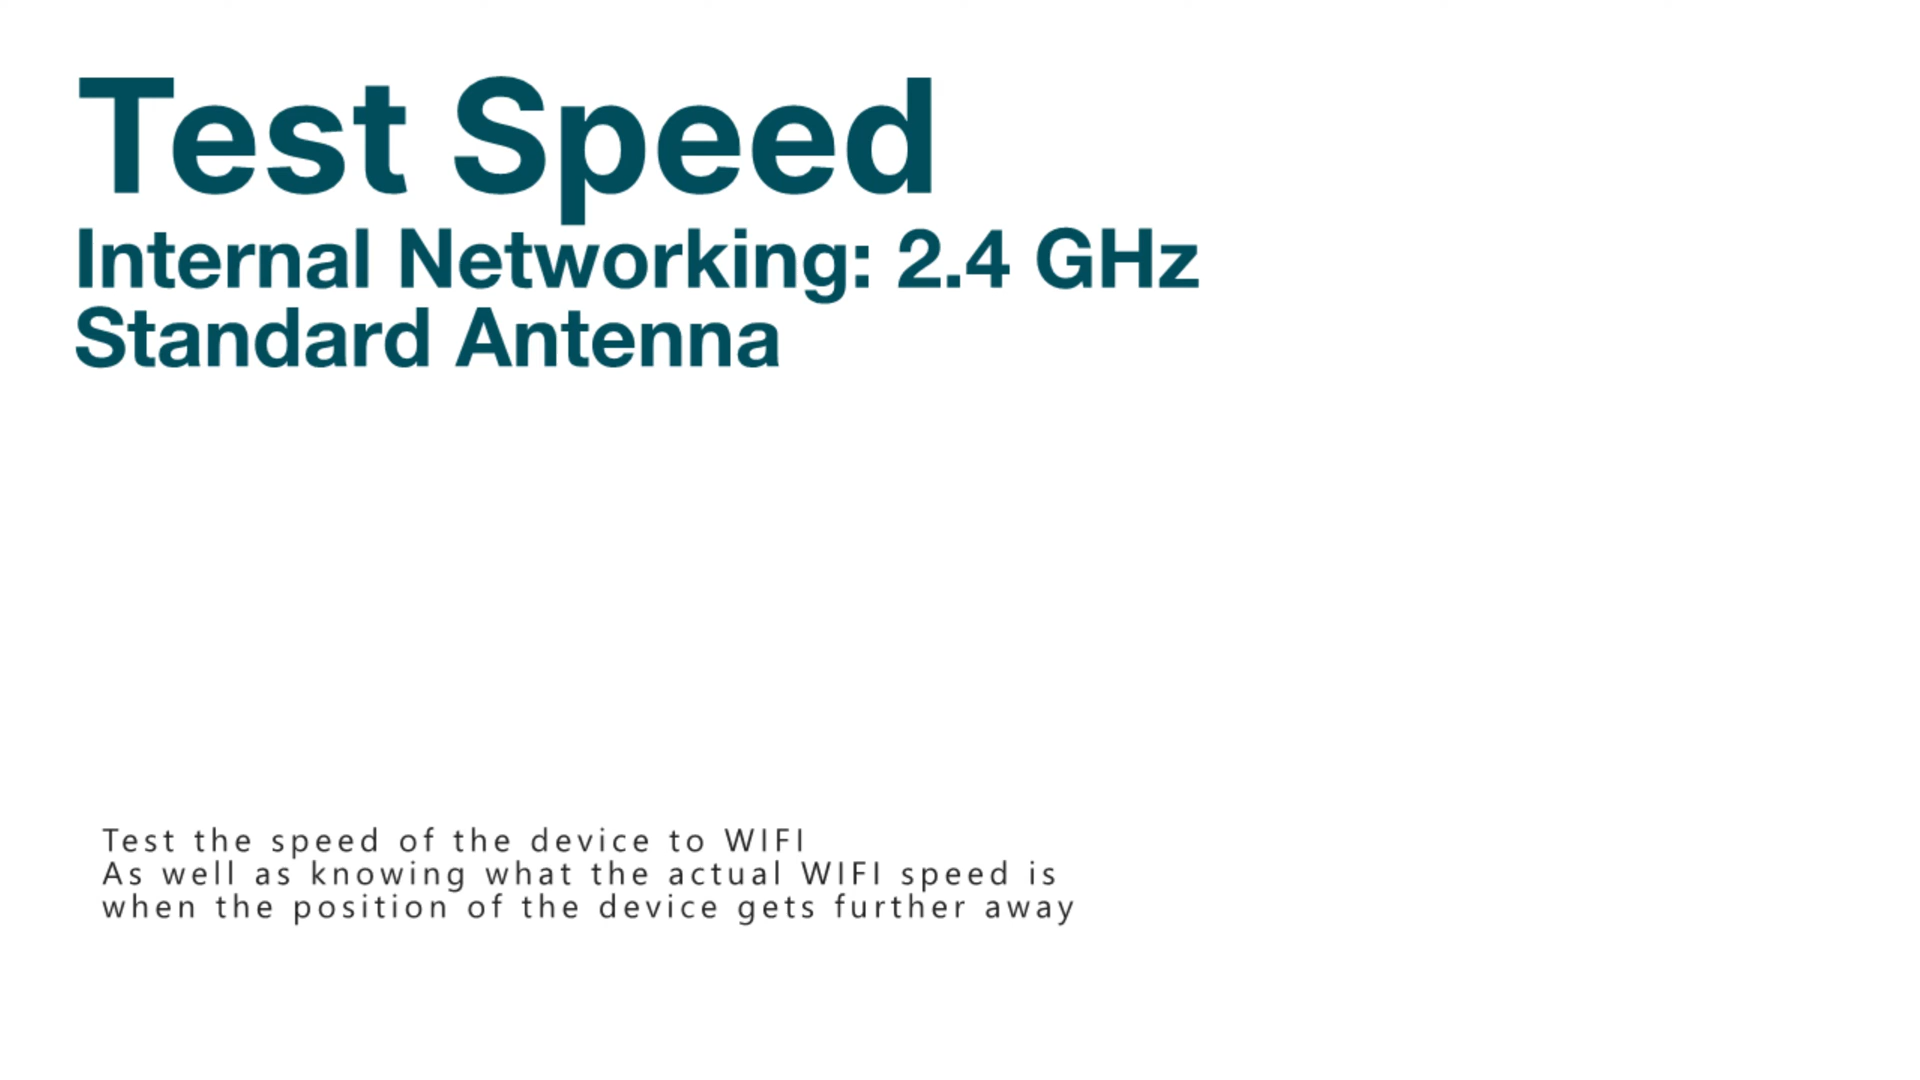 Test Speed
Internal Networking: 2.4 GHz
Standard Antenna
Test the speed of the device to WIFI
As well as knowing what the actual WIFI speed is
when the position of the device gets further away